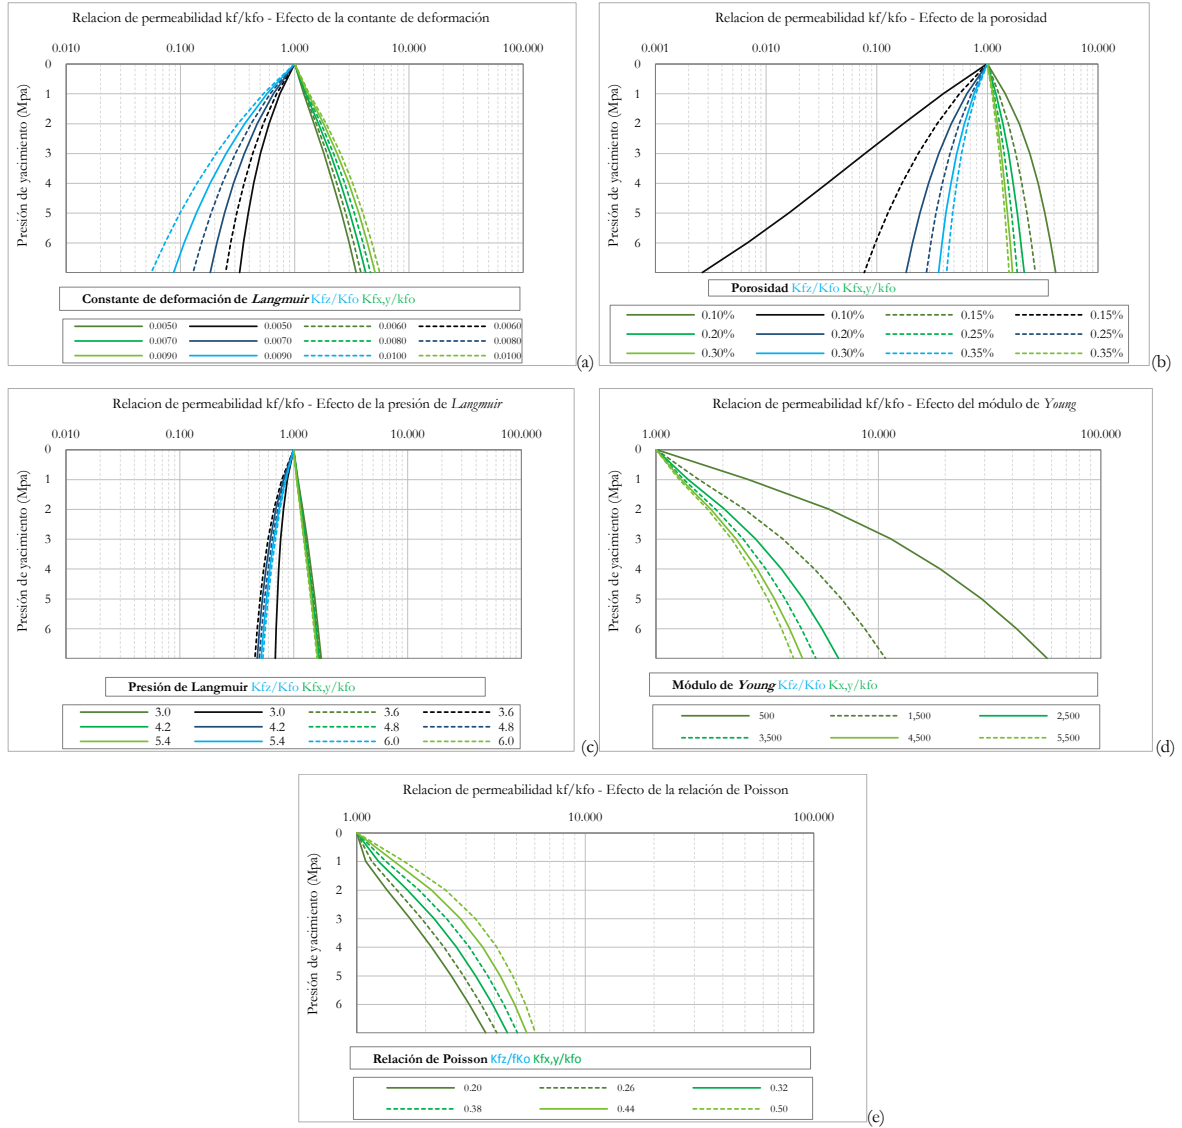 Relacion de permeabilidad kf/kfo - Efecto de la contante de deformación
0.010 0.100 1.000 10.000 100.000
Presión de yacimiento (Mpa)
0
1
2
3
4
5
6
Constante de deformación de Langmuir Kfz/Kfo Kfx,y/kfo
0.0050 0.0050 0.0060 0.0060
0.0070 0.0070 0.0080 0.0080
0.0090 0.0090 0.0100 0.0100
(a)
Relacion de permeabilidad kf/kfo - Efecto de la porosidad
0.001 0.010 0.100 1.000 10.000
Presión de yacimiento (Mpa)
0
1
2
3
4
5
6
Porosidad Kfz/Kfo Kfx,y/kfo
0.10% 0.10% 0.15% 0.15%
0.20% 0.20% 0.25% 0.25%
0.30% 0.30% 0.35% 0.35%
(b)
Relacion de permeabilidad kf/kfo - Efecto de la presión de Langmuir
0.010 0.100 1.000 10.000 100.000
Presión de yacimiento (Mpa)
0
1
2
3
4
5
6
Presión de Langmuir Kfz/Kfo Kfx,y/kfo
3.0 3.0 3.6 3.6
4.2 4.2 4.8 4.8
5.4 5.4 6.0 6.0
(c)
Relacion de permeabilidad kf/kfo - Efecto del módulo de Young
1.000 10.000 100.000
Presión de yacimiento (Mpa)
0
1
2
3
4
5
6
Módulo de Young Kfz/Kfo Kx,y/kfo
500 1,500 2,500
3,500 4,500 5,500
(d)
Relacion de permeabilidad kf/kfo - Efecto de la relación de Poisson
1.000 10.000 100.000
Presión de yacimiento (Mpa)
0
1
2
3
4
5
6
Relación de Poisson Kfz/fKo Kfx,y/kfo
0.20 0.26 0.32
0.38 0.44 0.50
(e)